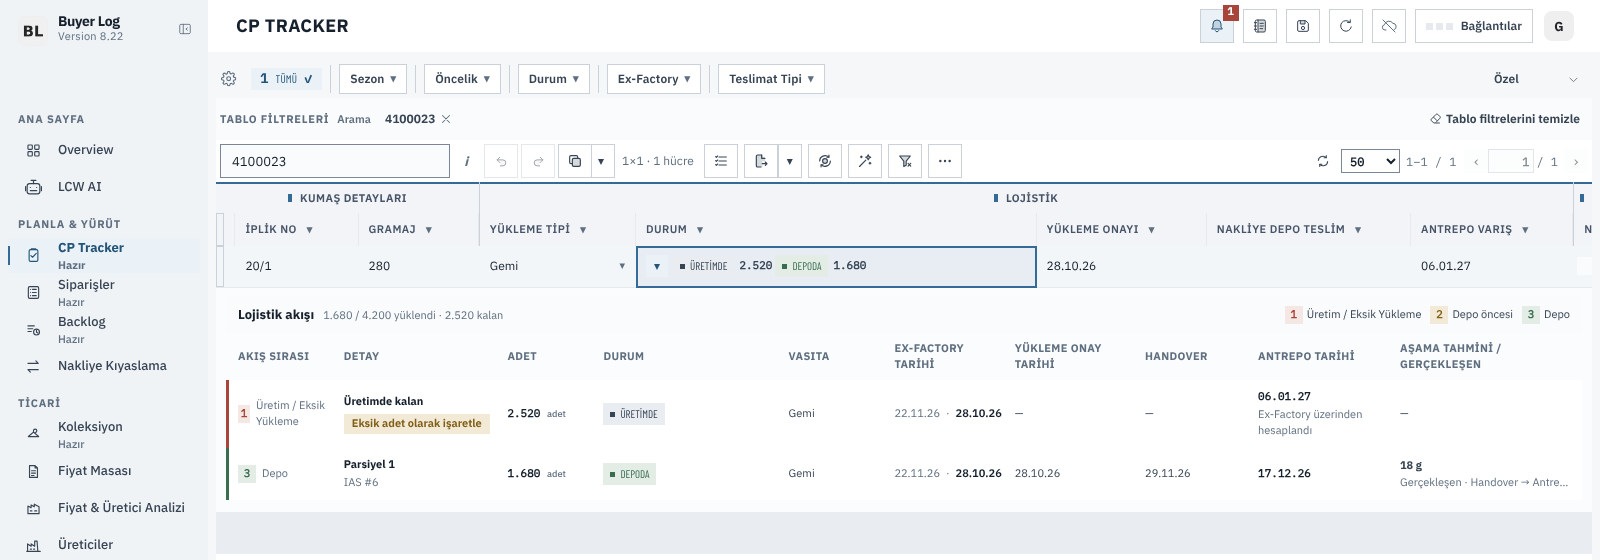 BL
Buyer Log
Version 8.22
CP TRACKER
1
Bağlantılar
G
1 TÜMÜ
Sezon
Öncelik
Durum
Ex-Factory
Teslimat Tipi
Özel
ANA SAYFA
Overview
LCW AI
PLANLA & YÜRÜT
CP Tracker
Hazır
Siparişler
Hazır
Backlog
Hazır
Nakliye Kıyaslama
TİCARİ
Koleksiyon
Hazır
Fiyat Masası
Fiyat & Üretici Analizi
Üreticiler
TABLO FİLTRELERİ Arama 4100023
Tablo filtrelerini temizle
4100023
i
1×1 · 1 hücre
50
1–1 / 1
1 / 1
KUMAŞ DETAYLARI
LOJİSTİK
İPLİK NO
GRAMAJ
YÜKLEME TİPİ
DURUM
YÜKLEME ONAYI
NAKLİYE DEPO TESLİM
ANTREPO VARIŞ
N
20/1
280
Gemi
ÜRETİMDE 2.520 DEPODA 1.680
28.10.26
06.01.27
Lojistik akışı 1.680 / 4.200 yüklendi · 2.520 kalan
1 Üretim / Eksik Yükleme
2 Depo öncesi
3 Depo
AKIŞ SIRASI
DETAY
ADET
DURUM
VASITA
EX-FACTORY
TARİHİ
YÜKLEME ONAY
TARİHİ
HANDOVER
ANTREPO TARİHİ
AŞAMA TAHMİNİ /
GERÇEKLEŞEN
1
Üretim / Eksik
Yükleme
Üretimde kalan
Eksik adet olarak işaretle
2.520 adet
ÜRETİMDE
Gemi
22.11.26 · 28.10.26
—
—
06.01.27
Ex-Factory üzerinden
hesaplandı
—
3 Depo
Parsiyel 1
IAS #6
1.680 adet
DEPODA
Gemi
22.11.26 · 28.10.26
28.10.26
29.11.26
17.12.26
18 g
Gerçekleşen · Handover → Antre...